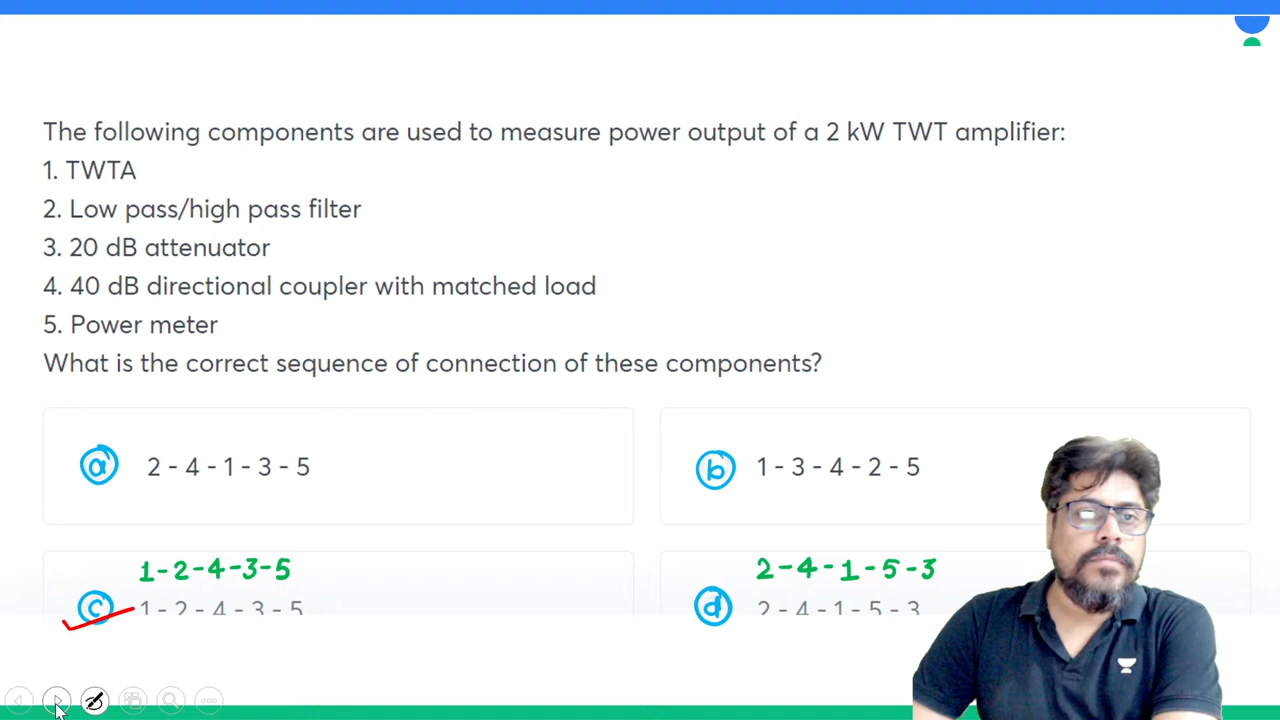 The following components are used to measure power output of a 2 kW TWT amplifier:
1. TWTA
2. Low pass/high pass filter
3. 20 dB attenuator
4. 40 dB directional coupler with matched load
5. Power meter
What is the correct sequence of connection of these components?
a 2 - 4 - 1 - 3 - 5
b 1 - 3 - 4 - 2 - 5
1-2-4-3-5
c 1 - 2 - 4 - 3 - 5
2-4-1-5-3
d 2 - 4 - 1 - 5 - 3